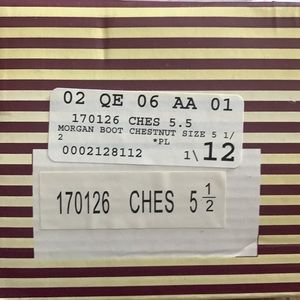 02 QE 06 AA 01
170126 CHES 5.5
MORGAN BOOT CHESTNUT SIZE 5 1/
2
*PL
0002128112
1\12
170126 CHES 5 1/2